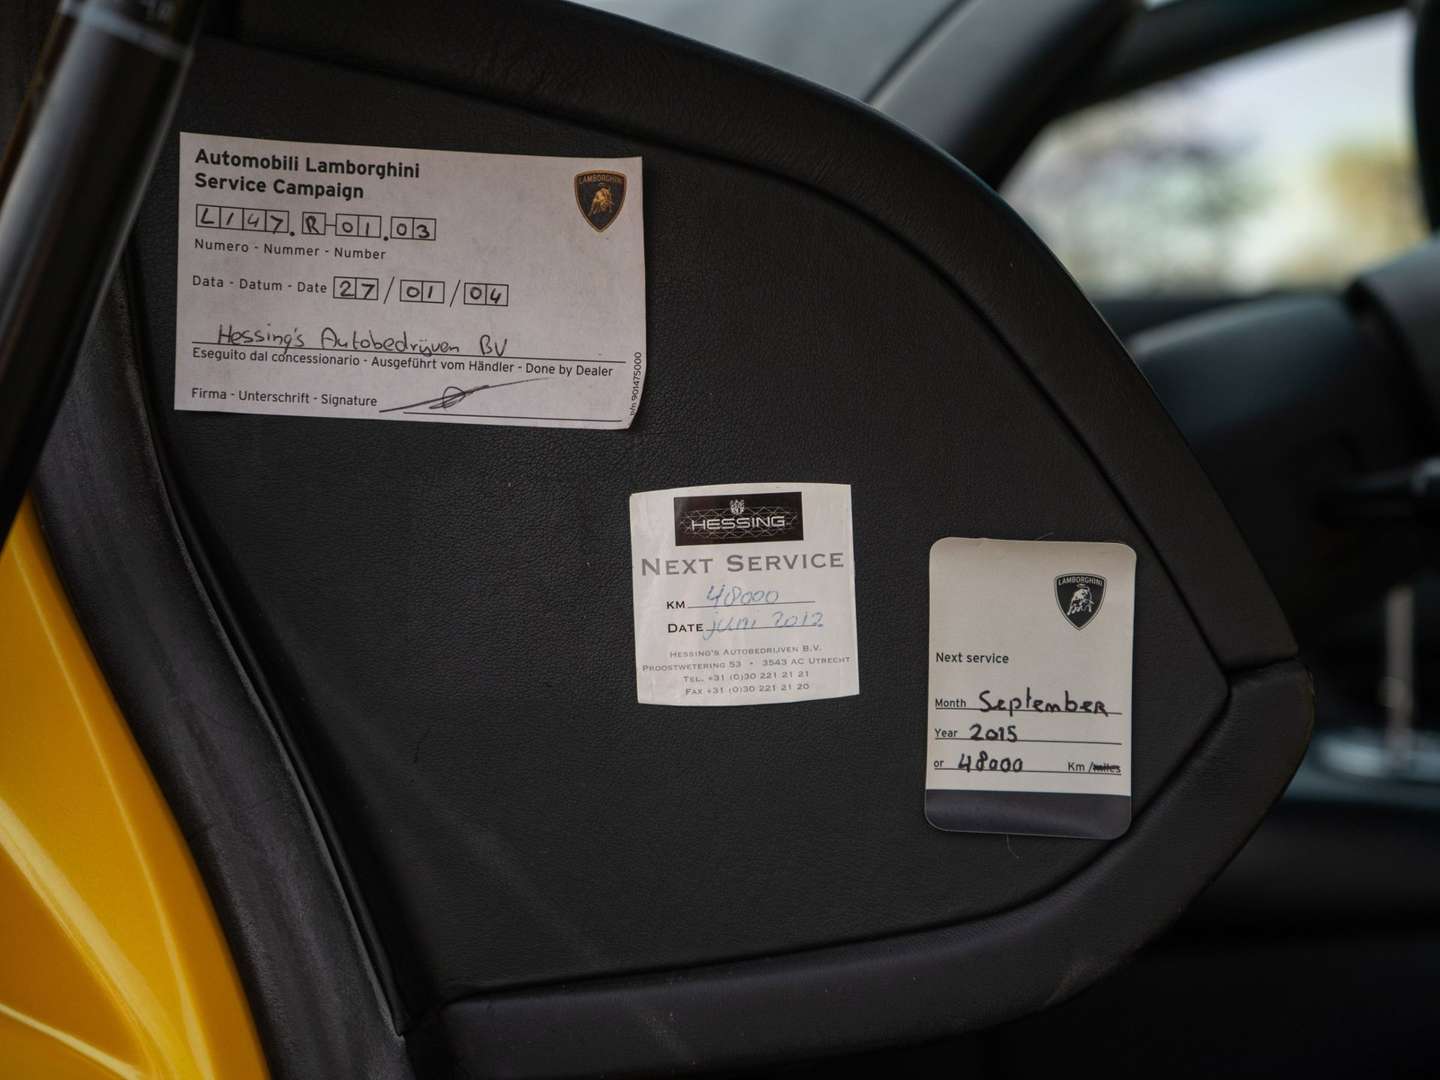 Automobili Lamborghini
Service Campaign
LAMBORGHINI
L147.R-01.03
Numero - Nummer - Number
Data - Datum - Date 27/01/04
Hessing's Autobedrijven BV
Eseguito dal concessionario - Ausgeführt vom Händler - Done by Dealer
Firma - Unterschrift - Signature
p/n 901475000
HESSING
NEXT SERVICE
KM 48000
DATE juni 2012
HESSING'S AUTOBEDRIJVEN B.V.
PROOSTWETERING 53 • 3543 AC UTRECHT
TEL. +31 (0)30 221 21 21
FAX +31 (0)30 221 21 20
LAMBORGHINI
Next service
Month September
Year 2015
or 48000 Km /miles